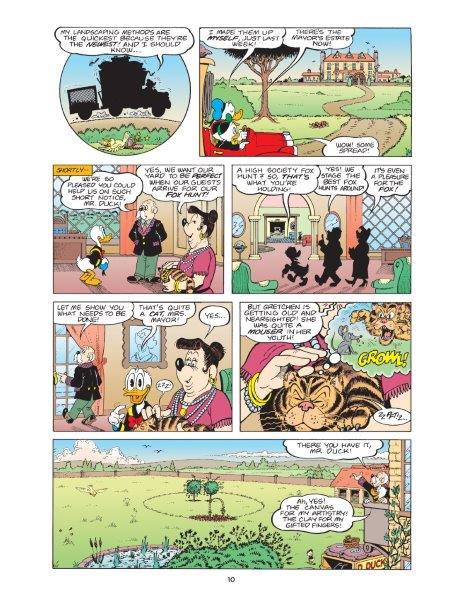 MY LANDSCAPING METHODS ARE
THE QUICKEST BECAUSE THEY'RE
THE NEWEST! AND I SHOULD
KNOW...
I MADE THEM UP
MYSELF, JUST LAST
WEEK!
THERE'S THE
MAYOR'S ESTATE
NOW!
WOW! SOME
SPREAD!
SHORTLY--
WE'RE SO
PLEASED YOU COULD
HELP US ON SUCH
SHORT NOTICE,
MR. DUCK!
YES, WE WANT OUR
YARD TO BE PERFECT
WHEN OUR GUESTS
ARRIVE FOR OUR
FOX HUNT!
A HIGH SOCIETY FOX
HUNT? SO, THAT'S
WHAT YOU'RE
HOLDING!
YES! WE
STAGE THE
BEST FOX
HUNTS AROUND!
IT'S EVEN
A PLEASURE
FOR THE
FOX!
LET ME SHOW YOU
WHAT NEEDS TO BE
DONE!
THAT'S QUITE
A CAT, MRS.
MAYOR!
YES...
ZZZ!
BUT GRETCHEN IS
GETTING OLD AND
NEARSIGHTED! SHE
WAS QUITE A
MOUSER IN HER
YOUTH!
GROWL!
THERE YOU HAVE IT,
MR. DUCK!
AH, YES!
THE CANVAS
FOR MY ARTISTRY!
THE CLAY FOR MY
GIFTED FINGERS!
D. DUCK
10